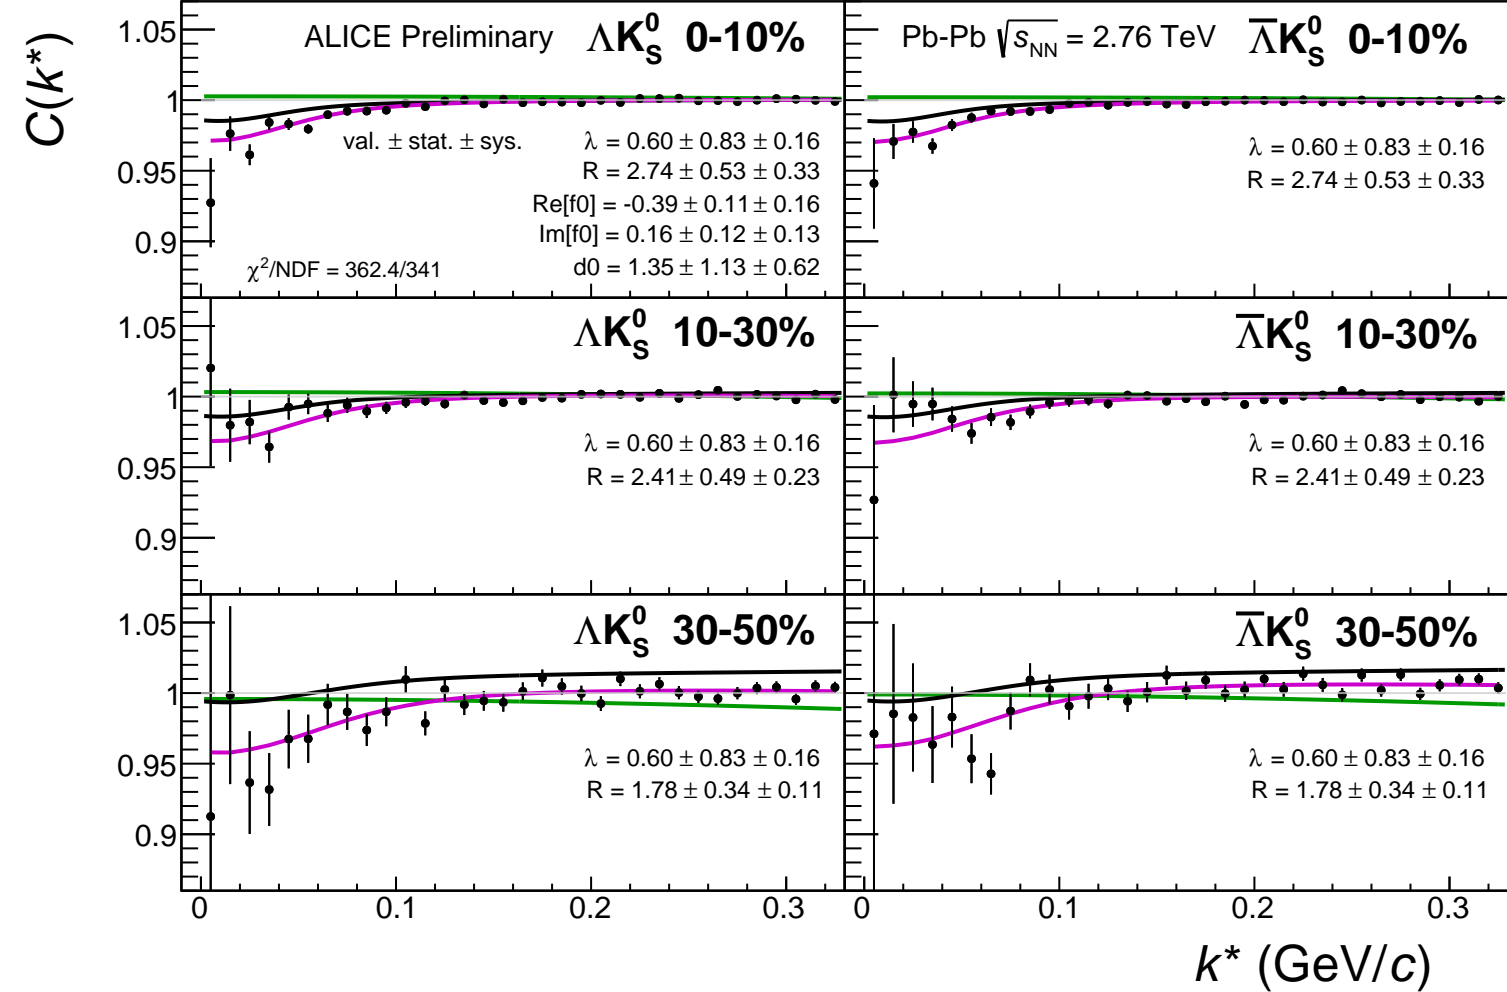 C(k*)
ALICE Preliminary ΛK⁰_S 0-10%
val. ± stat. ± sys.
λ = 0.60 ± 0.83 ± 0.16
R = 2.74 ± 0.53 ± 0.33
Re[f0] = -0.39 ± 0.11 ± 0.16
Im[f0] = 0.16 ± 0.12 ± 0.13
d0 = 1.35 ± 1.13 ± 0.62
χ²/NDF = 362.4/341
1.05
1
0.95
0.9
Pb-Pb √s_NN = 2.76 TeV Λ̅K⁰_S 0-10%
λ = 0.60 ± 0.83 ± 0.16
R = 2.74 ± 0.53 ± 0.33
ΛK⁰_S 10-30%
λ = 0.60 ± 0.83 ± 0.16
R = 2.41 ± 0.49 ± 0.23
1.05
1
0.95
0.9
Λ̅K⁰_S 10-30%
λ = 0.60 ± 0.83 ± 0.16
R = 2.41 ± 0.49 ± 0.23
ΛK⁰_S 30-50%
λ = 0.60 ± 0.83 ± 0.16
R = 1.78 ± 0.34 ± 0.11
1.05
1
0.95
0.9
Λ̅K⁰_S 30-50%
λ = 0.60 ± 0.83 ± 0.16
R = 1.78 ± 0.34 ± 0.11
0 0.1 0.2 0.3 0 0.1 0.2 0.3
k* (GeV/c)